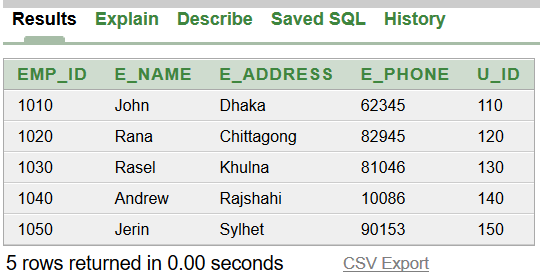 Results Explain Describe Saved SQL History
EMP_ID E_NAME E_ADDRESS E_PHONE U_ID
1010 John Dhaka 62345 110
1020 Rana Chittagong 82945 120
1030 Rasel Khulna 81046 130
1040 Andrew Rajshahi 10086 140
1050 Jerin Sylhet 90153 150
5 rows returned in 0.00 seconds CSV Export